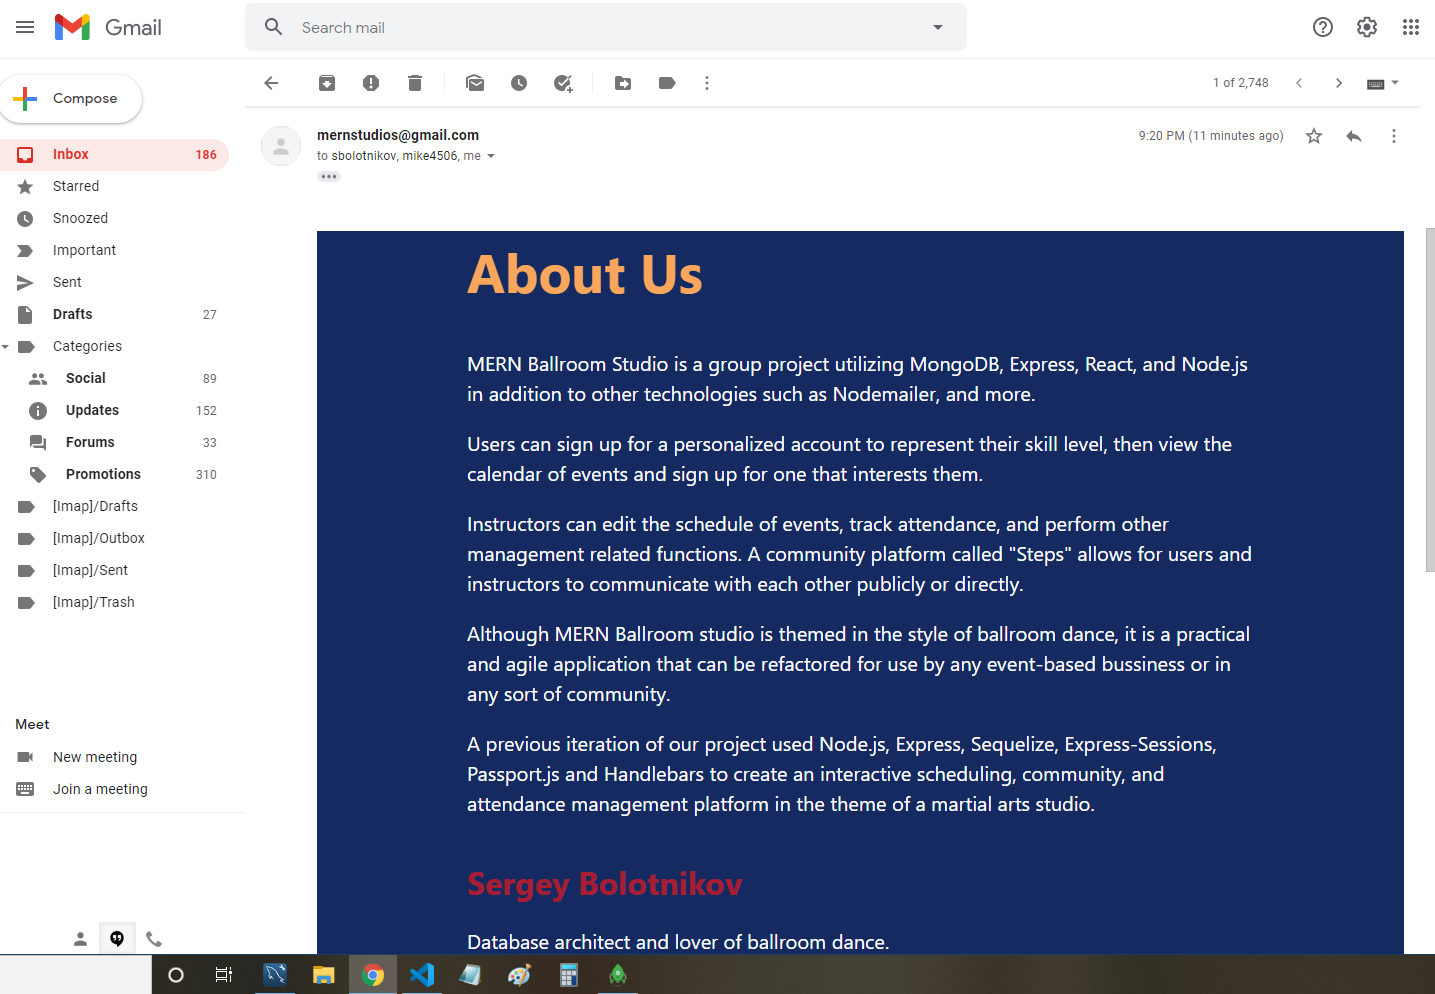 Gmail
Search mail
Compose
1 of 2,748
Inbox 186
Starred
Snoozed
Important
Sent
Drafts 27
Categories
Social 89
Updates 152
Forums 33
Promotions 310
[Imap]/Drafts
[Imap]/Outbox
[Imap]/Sent
[Imap]/Trash
Meet
New meeting
Join a meeting
mernstudios@gmail.com
9:20 PM (11 minutes ago)
to sbolotnikov, mike4506, me
About Us
MERN Ballroom Studio is a group project utilizing MongoDB, Express, React, and Node.js
in addition to other technologies such as Nodemailer, and more.
Users can sign up for a personalized account to represent their skill level, then view the
calendar of events and sign up for one that interests them.
Instructors can edit the schedule of events, track attendance, and perform other
management related functions. A community platform called "Steps" allows for users and
instructors to communicate with each other publicly or directly.
Although MERN Ballroom studio is themed in the style of ballroom dance, it is a practical
and agile application that can be refactored for use by any event-based bussiness or in
any sort of community.
A previous iteration of our project used Node.js, Express, Sequelize, Express-Sessions,
Passport.js and Handlebars to create an interactive scheduling, community, and
attendance management platform in the theme of a martial arts studio.
Sergey Bolotnikov
Database architect and lover of ballroom dance.